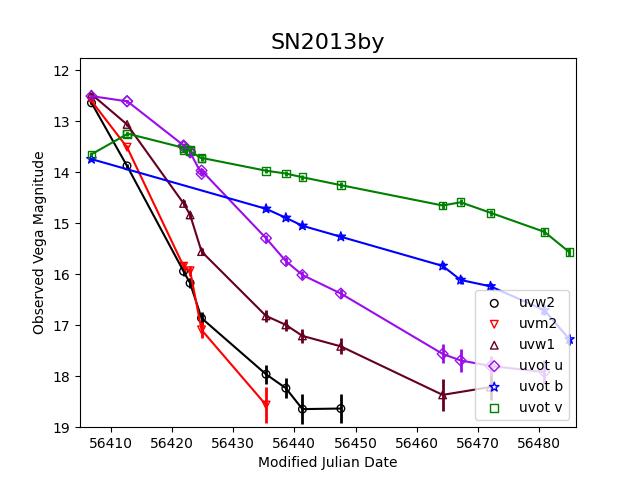 SN2013by
Observed Vega Magnitude
12
13
14
15
16
17
18
19
uvw2
uvm2
uvw1
uvot u
uvot b
uvot v
56410 56420 56430 56440 56450 56460 56470 56480
Modified Julian Date